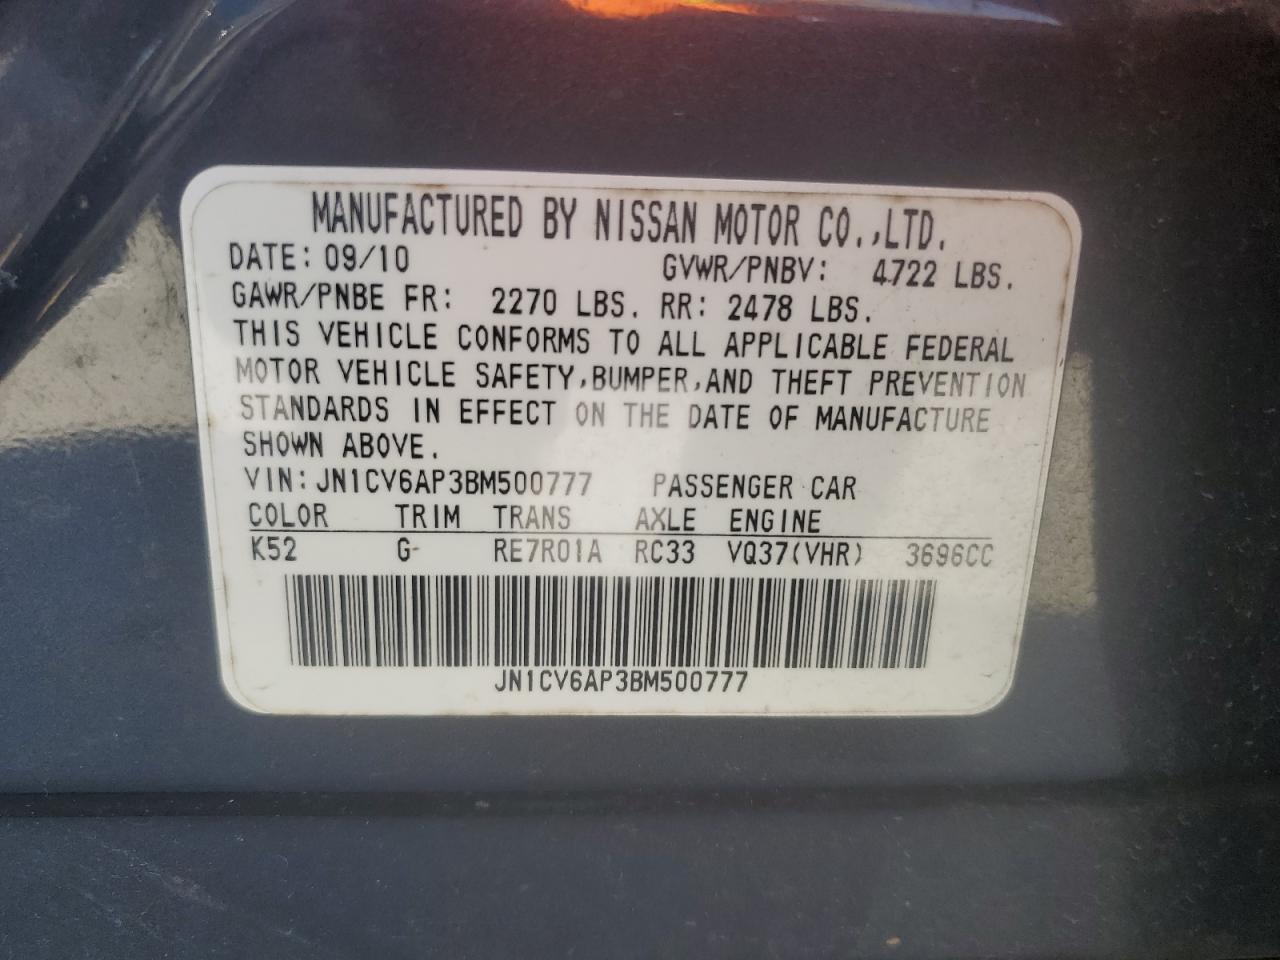 MANUFACTURED BY NISSAN MOTOR CO.,LTD.
DATE: 09/10 GVWR/PNBV: 4722 LBS.
GAWR/PNBE FR: 2270 LBS. RR: 2478 LBS.
THIS VEHICLE CONFORMS TO ALL APPLICABLE FEDERAL
MOTOR VEHICLE SAFETY,BUMPER,AND THEFT PREVENTION
STANDARDS IN EFFECT ON THE DATE OF MANUFACTURE
SHOWN ABOVE.
VIN:JN1CV6AP3BM500777 PASSENGER CAR
COLOR TRIM TRANS AXLE ENGINE
K52 G- RE7R01A RC33 VQ37(VHR) 3696CC
JN1CV6AP3BM500777